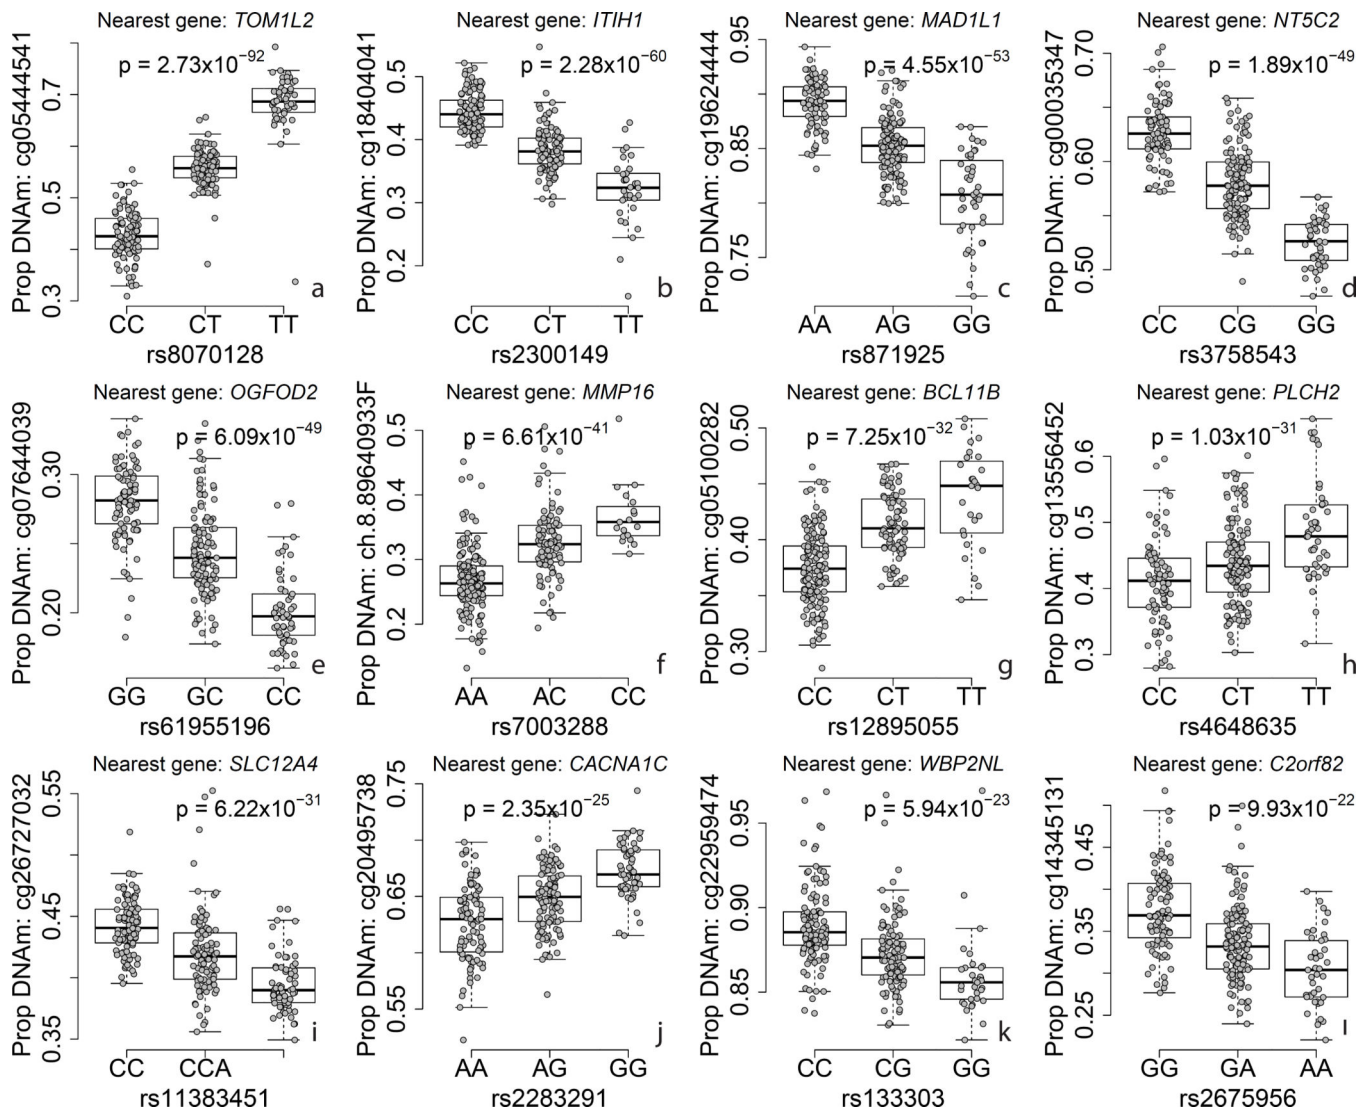 Nearest gene: TOM1L2
p = 2.73x10−92
Prop DNAm: cg05444541
0.3
0.5
0.7
CC CT TT
rs8070128
a
Nearest gene: ITIH1
p = 2.28x10−60
Prop DNAm: cg18404041
0.2
0.3
0.4
0.5
CC CT TT
rs2300149
b
Nearest gene: MAD1L1
p = 4.55x10−53
Prop DNAm: cg19624444
0.75
0.85
0.95
AA AG GG
rs871925
c
Nearest gene: NT5C2
p = 1.89x10−49
Prop DNAm: cg00035347
0.50
0.60
0.70
CC CG GG
rs3758543
d
Nearest gene: OGFOD2
p = 6.09x10−49
Prop DNAm: cg07644039
0.20
0.30
GG GC CC
rs61955196
e
Nearest gene: MMP16
p = 6.61x10−41
Prop DNAm: ch.8.89640933F
0.2
0.3
0.4
0.5
AA AC CC
rs7003288
f
Nearest gene: BCL11B
p = 7.25x10−32
Prop DNAm: cg05100282
0.30
0.40
0.50
CC CT TT
rs12895055
g
Nearest gene: PLCH2
p = 1.03x10−31
Prop DNAm: cg13556452
0.3
0.4
0.5
0.6
CC CT TT
rs4648635
h
Nearest gene: SLC12A4
p = 6.22x10−31
Prop DNAm: cg26727032
0.35
0.45
0.55
CC CCA
rs11383451
i
Nearest gene: CACNA1C
p = 2.35x10−25
Prop DNAm: cg20495738
0.55
0.65
0.75
AA AG GG
rs2283291
j
Nearest gene: WBP2NL
p = 5.94x10−23
Prop DNAm: cg22959474
0.85
0.90
0.95
CC CG GG
rs133303
k
Nearest gene: C2orf82
p = 9.93x10−22
Prop DNAm: cg14345131
0.25
0.35
0.45
GG GA AA
rs2675956
l